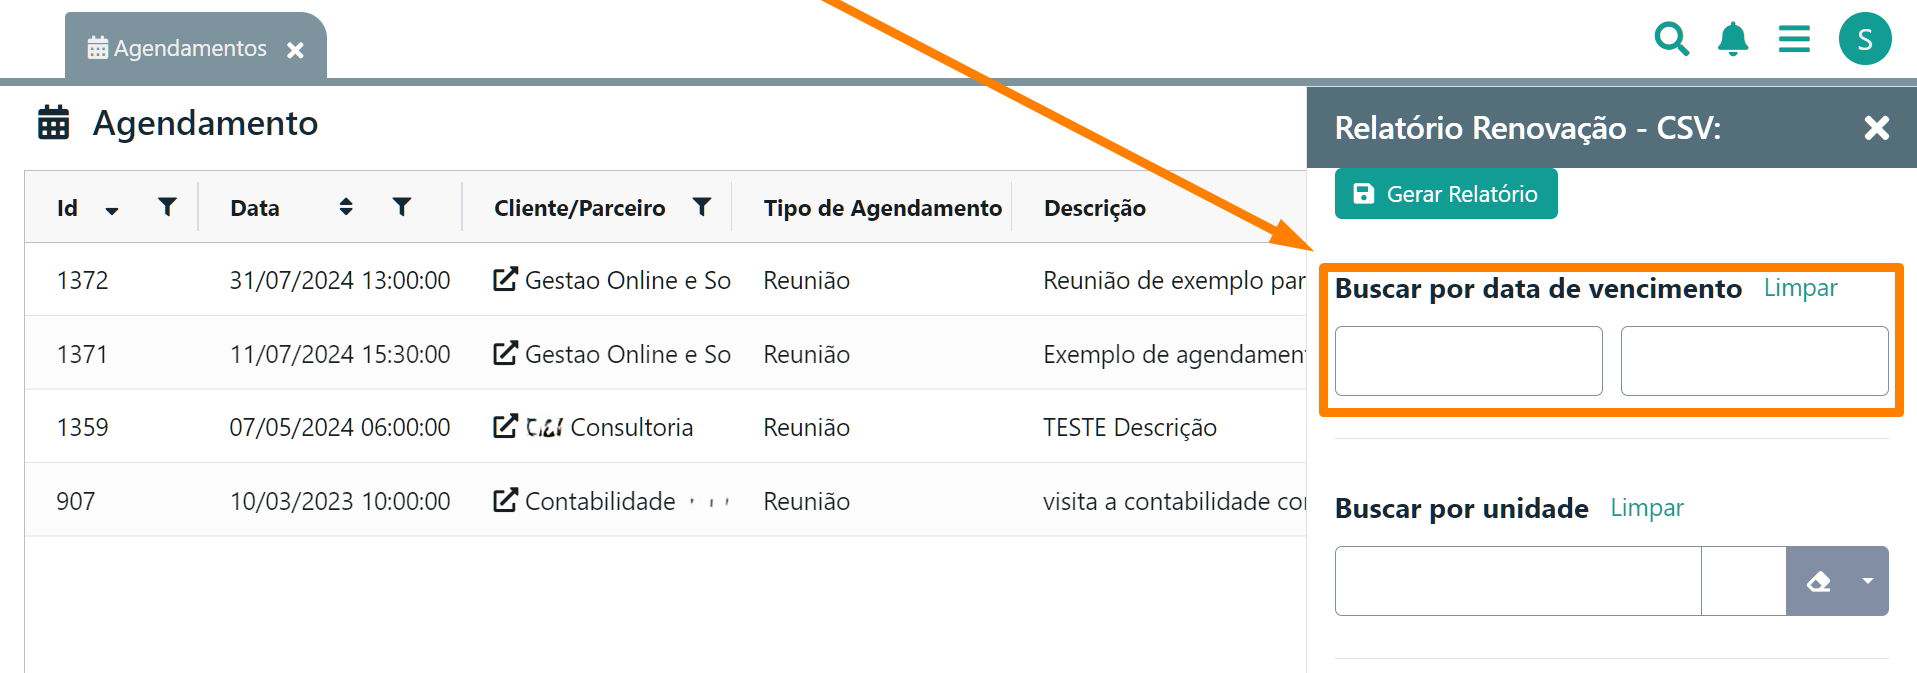 Agendamentos
S
Agendamento
Relatório Renovação - CSV:
Gerar Relatório
Id Data Cliente/Parceiro Tipo de Agendamento Descrição
1372 31/07/2024 13:00:00 Gestao Online e So Reunião Reunião de exemplo par
1371 11/07/2024 15:30:00 Gestao Online e So Reunião Exemplo de agendamen
1359 07/05/2024 06:00:00 Consultoria Reunião TESTE Descrição
907 10/03/2023 10:00:00 Contabilidade Reunião visita a contabilidade co
Buscar por data de vencimento Limpar
Buscar por unidade Limpar